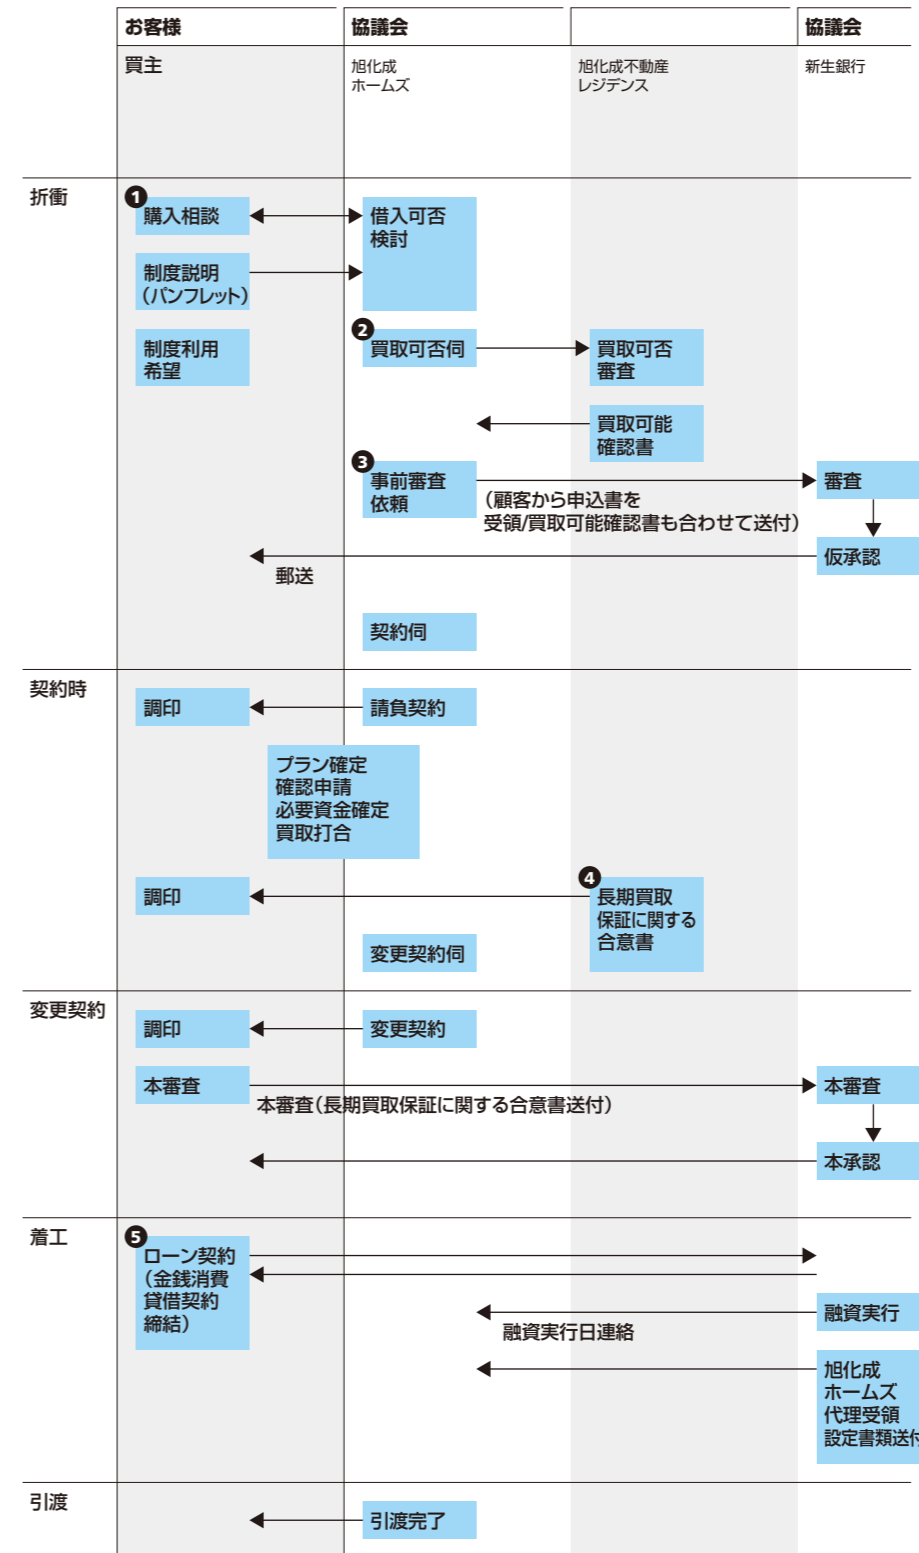 お客様
協議会
協議会
買主
旭化成
ホームズ
旭化成不動産
レジデンス
新生銀行
折衝
❶
購入相談
借入可否
検討
制度説明
（パンフレット）
制度利用
希望
❷
買取可否伺
買取可否
審査
買取可能
確認書
❸
事前審査
依頼
（顧客から申込書を
受領/買取可能確認書も合わせて送付）
審査
仮承認
郵送
契約伺
契約時
調印
請負契約
プラン確定
確認申請
必要資金確定
買取打合
調印
❹
長期買取
保証に関する
合意書
変更契約伺
変更契約
調印
変更契約
本審査
本審査（長期買取保証に関する合意書送付）
本審査
本承認
着工
❺
ローン契約
（金銭消費
貸借契約
締結）
融資実行
融資実行日連絡
旭化成
ホームズ
代理受領
設定書類送付
引渡
引渡完了